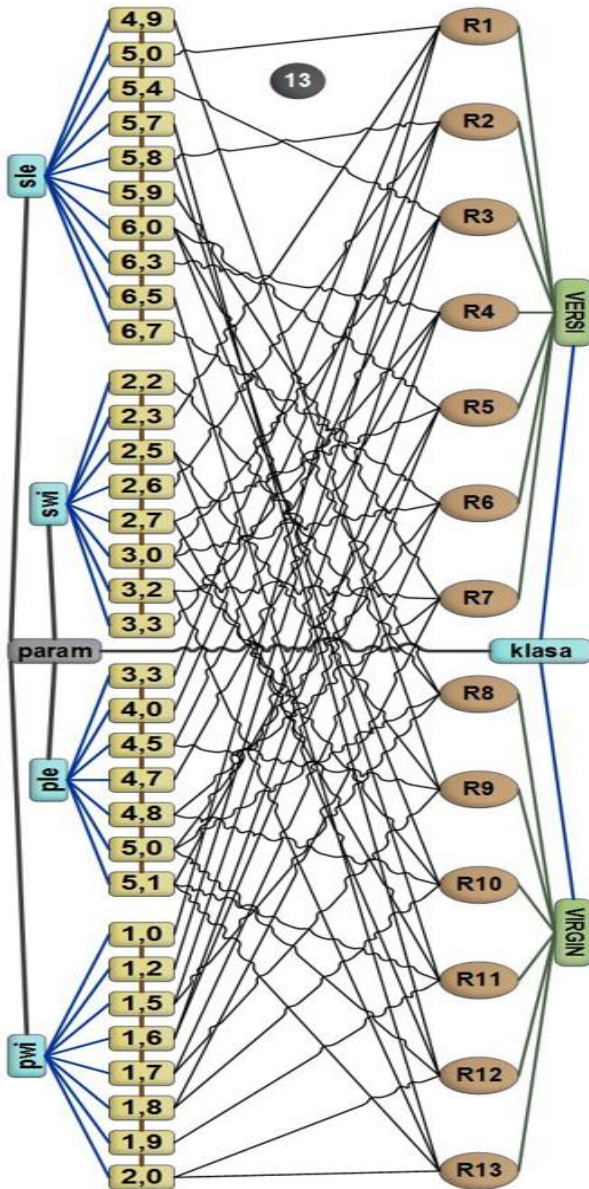 4,9
5,0
5,4
5,7
5,8
5,9
6,0
6,3
6,5
6,7
sle
2,2
2,3
2,5
2,6
2,7
3,0
3,2
3,3
swi
param
3,3
4,0
4,5
4,7
4,8
5,0
5,1
ple
1,0
1,2
1,5
1,6
1,7
1,8
1,9
2,0
pwi
13
R1
R2
R3
R4
R5
R6
R7
VERSI
klasa
R8
R9
R10
R11
R12
R13
VIRGIN